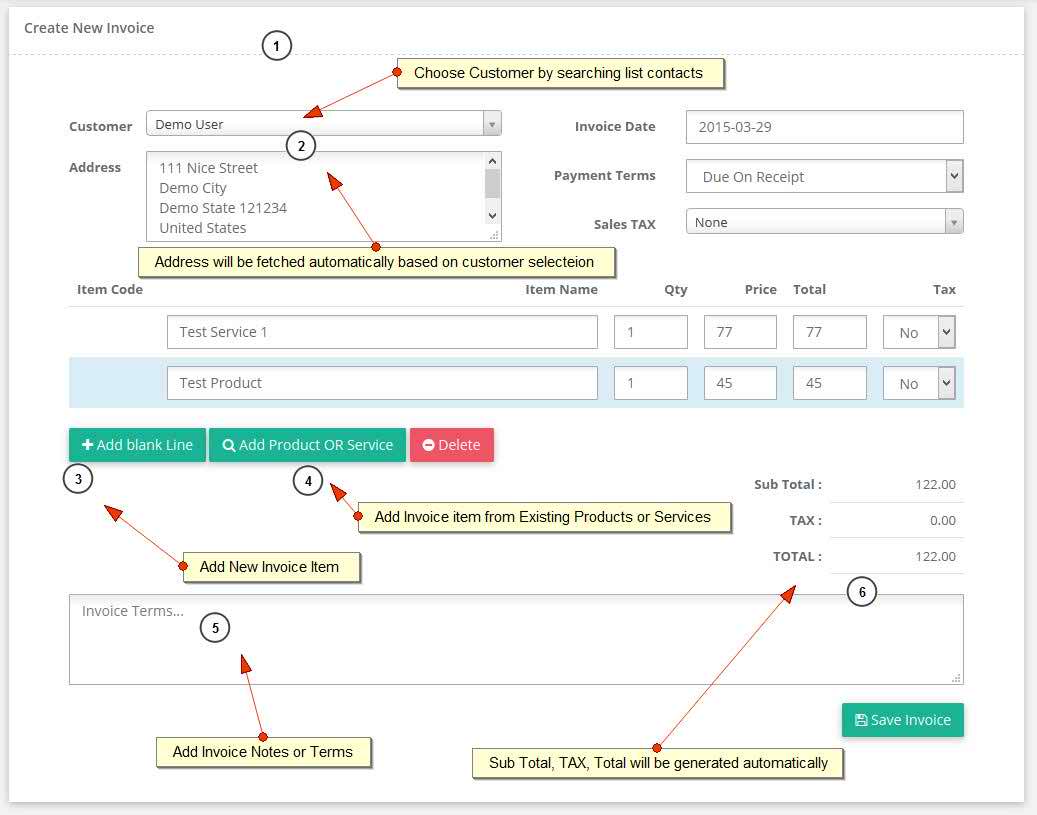 Create New Invoice
1
Choose Customer by searching list contacts
Customer Demo User Invoice Date 2015-03-29
2
Address 111 Nice Street
Demo City
Demo State 121234
United States
Payment Terms Due On Receipt
Sales TAX None
Address will be fetched automatically based on customer selecteion
Item Code Item Name Qty Price Total Tax
Test Service 1 1 77 77 No
Test Product 1 45 45 No
Add blank Line Add Product OR Service Delete
3
4
Sub Total : 122.00
Add Invoice item from Existing Products or Services
TAX : 0.00
TOTAL : 122.00
Add New Invoice Item
6
Invoice Terms...
5
Save Invoice
Add Invoice Notes or Terms
Sub Total, TAX, Total will be generated automatically